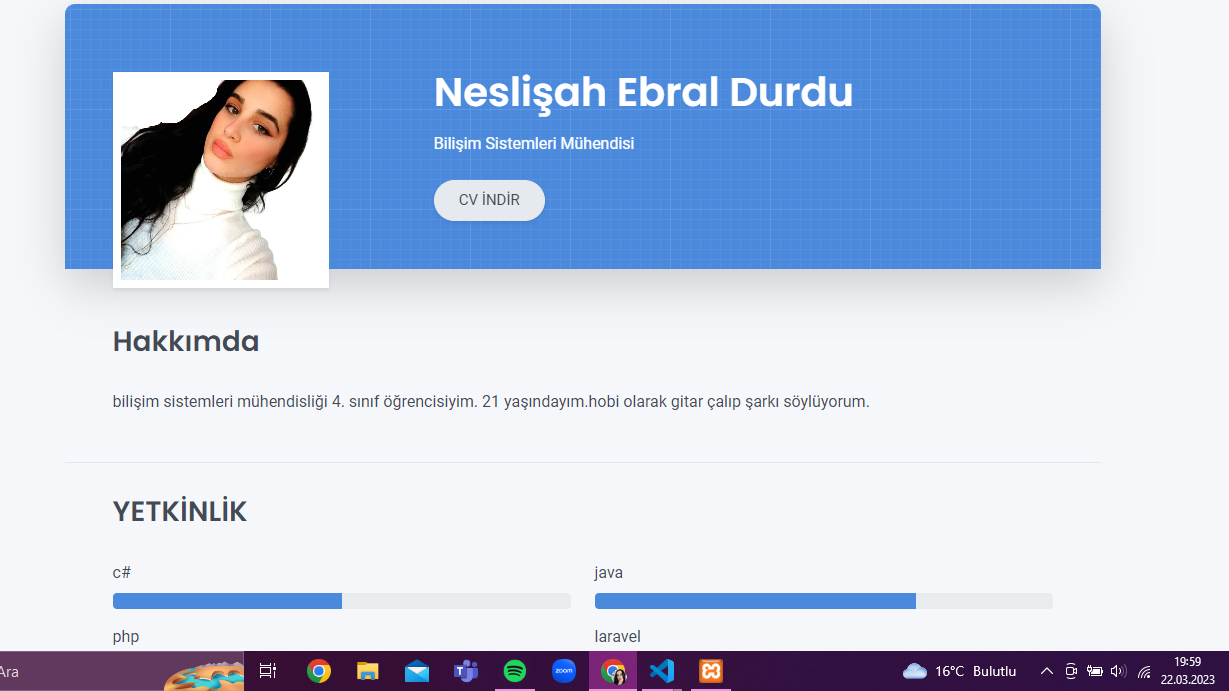 Neslişah Ebral Durdu
Bilişim Sistemleri Mühendisi
CV İNDİR
Hakkımda
bilişim sistemleri mühendisliği 4. sınıf öğrencisiyim. 21 yaşındayım.hobi olarak gitar çalıp şarkı söylüyorum.
YETKİNLİK
c#
java
php
laravel
Ara
zoom
16°C Bulutlu
19:59
22.03.2023